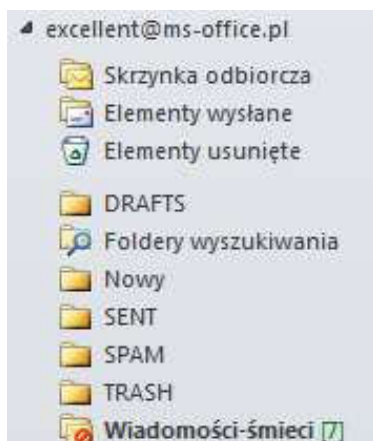 excellent@ms-office.pl
Skrzynka odbiorcza
Elementy wysłane
Elementy usunięte
DRAFTS
Foldery wyszukiwania
Nowy
SENT
SPAM
TRASH
Wiadomości-śmieci [7]